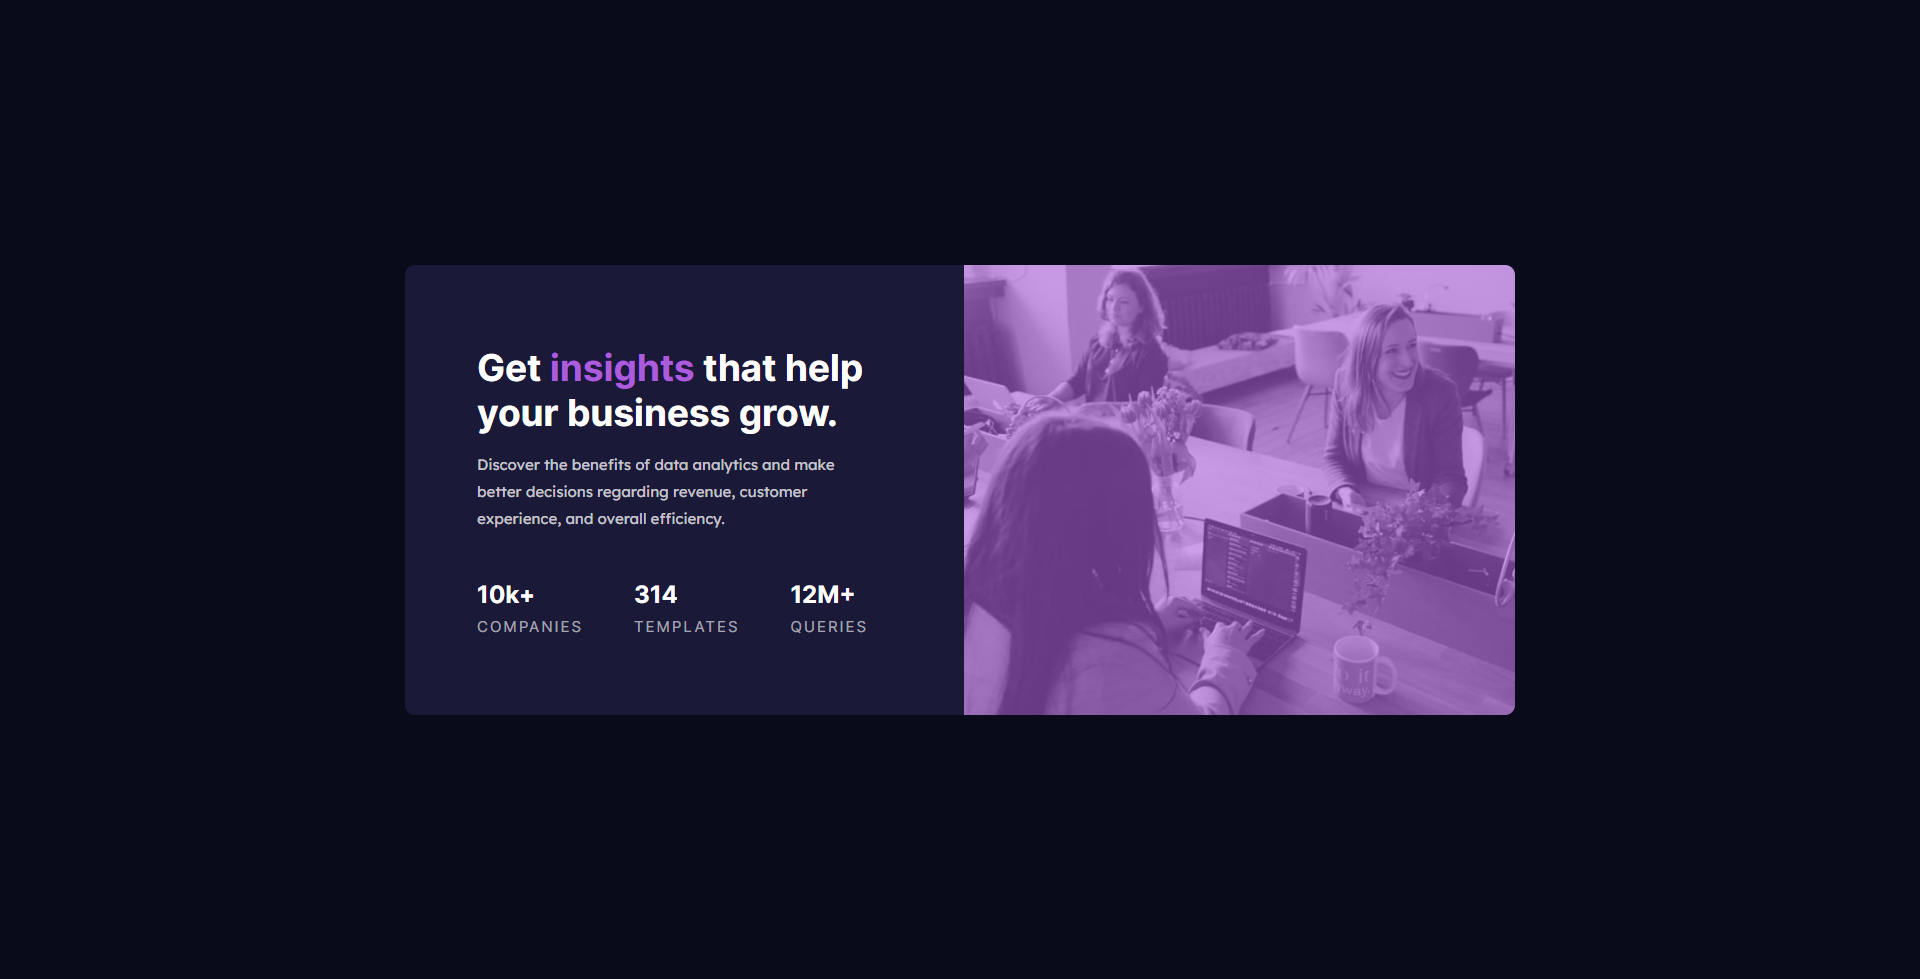 Get insights that help
your business grow.
Discover the benefits of data analytics and make
better decisions regarding revenue, customer
experience, and overall efficiency.
10k+
314
12M+
COMPANIES
TEMPLATES
QUERIES